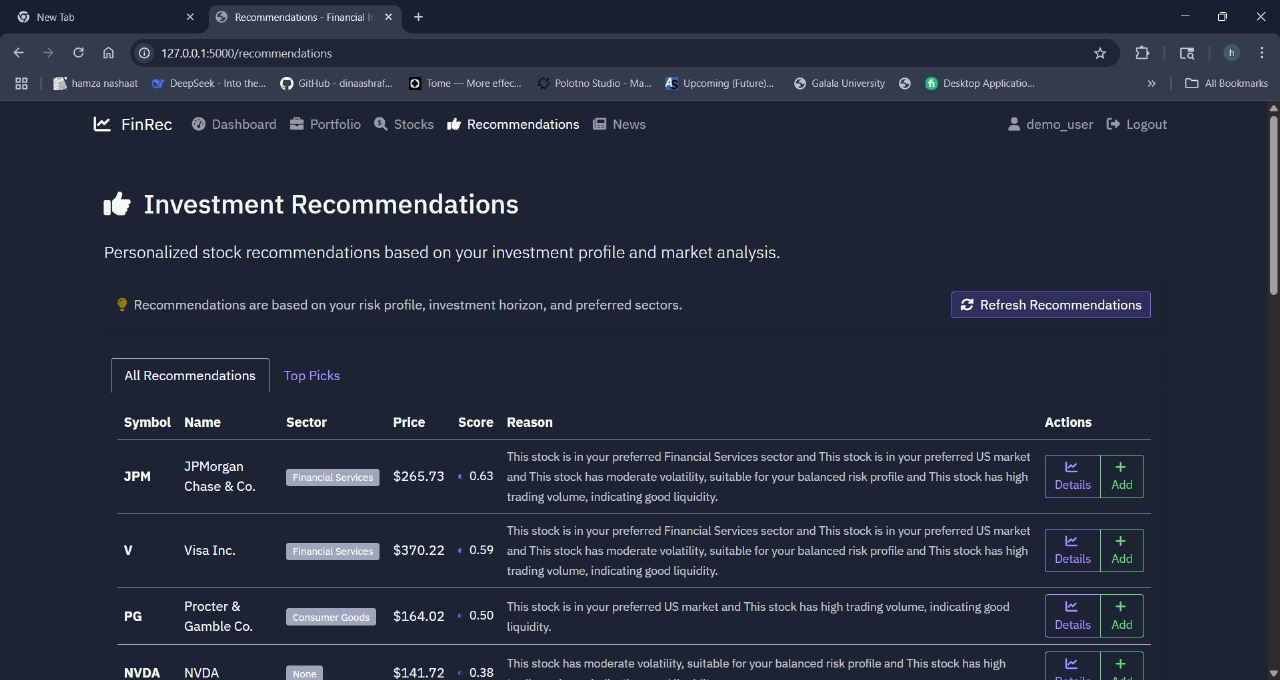 New Tab
Recommendations - Financial
127.0.0.1:5000/recommendations
h
hamza nashaat
DeepSeek - Into the...
GitHub - dinaashraf...
Tome — More effec...
Polotno Studio - Ma...
Upcoming (Future)...
Galala University
Desktop Applicatio...
All Bookmarks
FinRec
Dashboard
Portfolio
Stocks
Recommendations
News
demo_user
Logout
Investment Recommendations
Personalized stock recommendations based on your investment profile and market analysis.
Recommendations are based on your risk profile, investment horizon, and preferred sectors.
Refresh Recommendations
All Recommendations
Top Picks
Symbol Name Sector Price Score Reason Actions
JPM
JPMorgan
Chase & Co.
Financial Services
$265.73
0.63
This stock is in your preferred Financial Services sector and This stock is in your preferred US market
and This stock has moderate volatility, suitable for your balanced risk profile and This stock has high
trading volume, indicating good liquidity.
Details
Add
V
Visa Inc.
Financial Services
$370.22
0.59
This stock is in your preferred Financial Services sector and This stock is in your preferred US market
and This stock has moderate volatility, suitable for your balanced risk profile and This stock has high
trading volume, indicating good liquidity.
Details
Add
PG
Procter &
Gamble Co.
Consumer Goods
$164.02
0.50
This stock is in your preferred US market and This stock has high trading volume, indicating good
liquidity.
Details
Add
NVDA
NVDA
None
$141.72
0.38
This stock has moderate volatility, suitable for your balanced risk profile and This stock has high